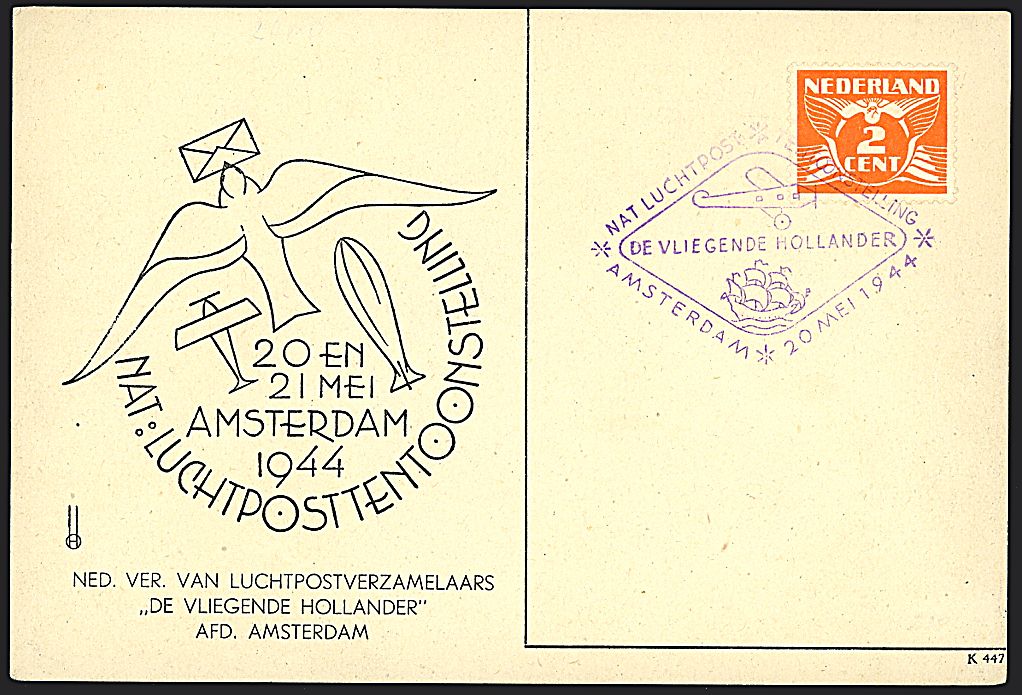 20 EN
21 MEI
AMSTERDAM
1944
NAT: LUCHTPOSTTENTOONSTELLING
NED. VER. VAN LUCHTPOSTVERZAMELAARS
„DE VLIEGENDE HOLLANDER"
AFD. AMSTERDAM
NEDERLAND
2
CENT
NAT LUCHTPOST TENTOONSTELLING
DE VLIEGENDE HOLLANDER
AMSTERDAM 20 MEI 1944
K 447